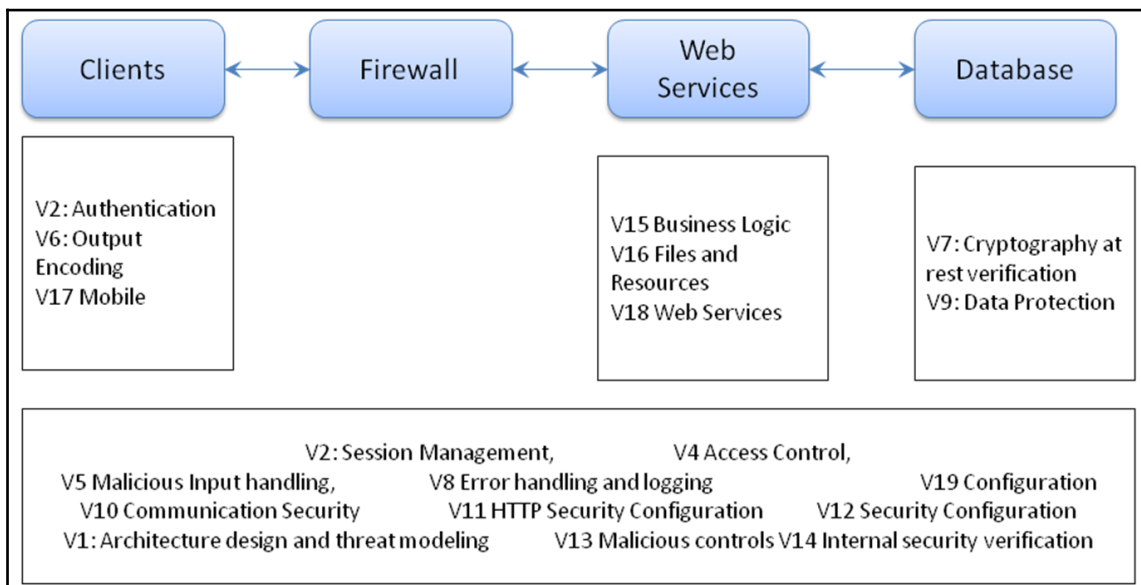 Clients
Firewall
Web
Services
Database
V2: Authentication
V6: Output
Encoding
V17 Mobile
V15 Business Logic
V16 Files and
Resources
V18 Web Services
V7: Cryptography at
rest verification
V9: Data Protection
V2: Session Management, V4 Access Control,
V5 Malicious Input handling, V8 Error handling and logging V19 Configuration
V10 Communication Security V11 HTTP Security Configuration V12 Security Configuration
V1: Architecture design and threat modeling V13 Malicious controls V14 Internal security verification